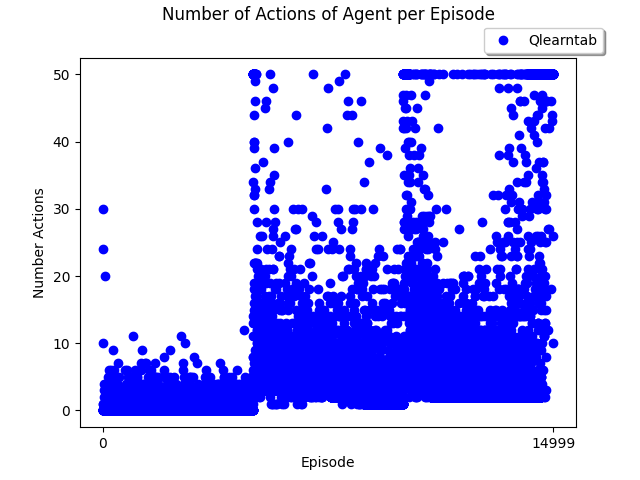 Number of Actions of Agent per Episode
Qlearntab
50
40
30
20
10
0
Number Actions
0
14999
Episode